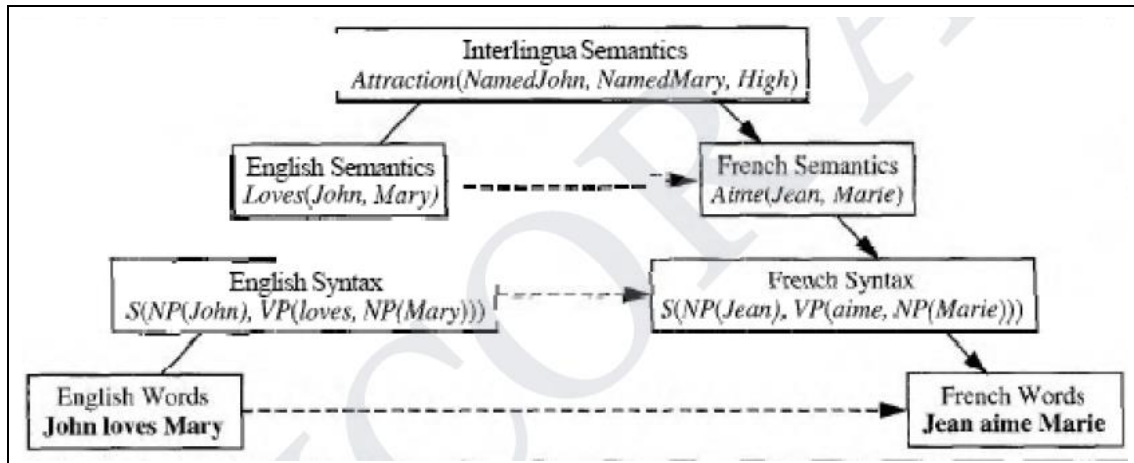 Interlingua Semantics
Attraction(NamedJohn, NamedMary, High)
English Semantics
Loves(John, Mary)
French Semantics
Aime(Jean, Marie)
English Syntax
S(NP(John), VP(loves, NP(Mary)))
French Syntax
S(NP(Jean), VP(aime, NP(Marie)))
English Words
John loves Mary
French Words
Jean aime Marie